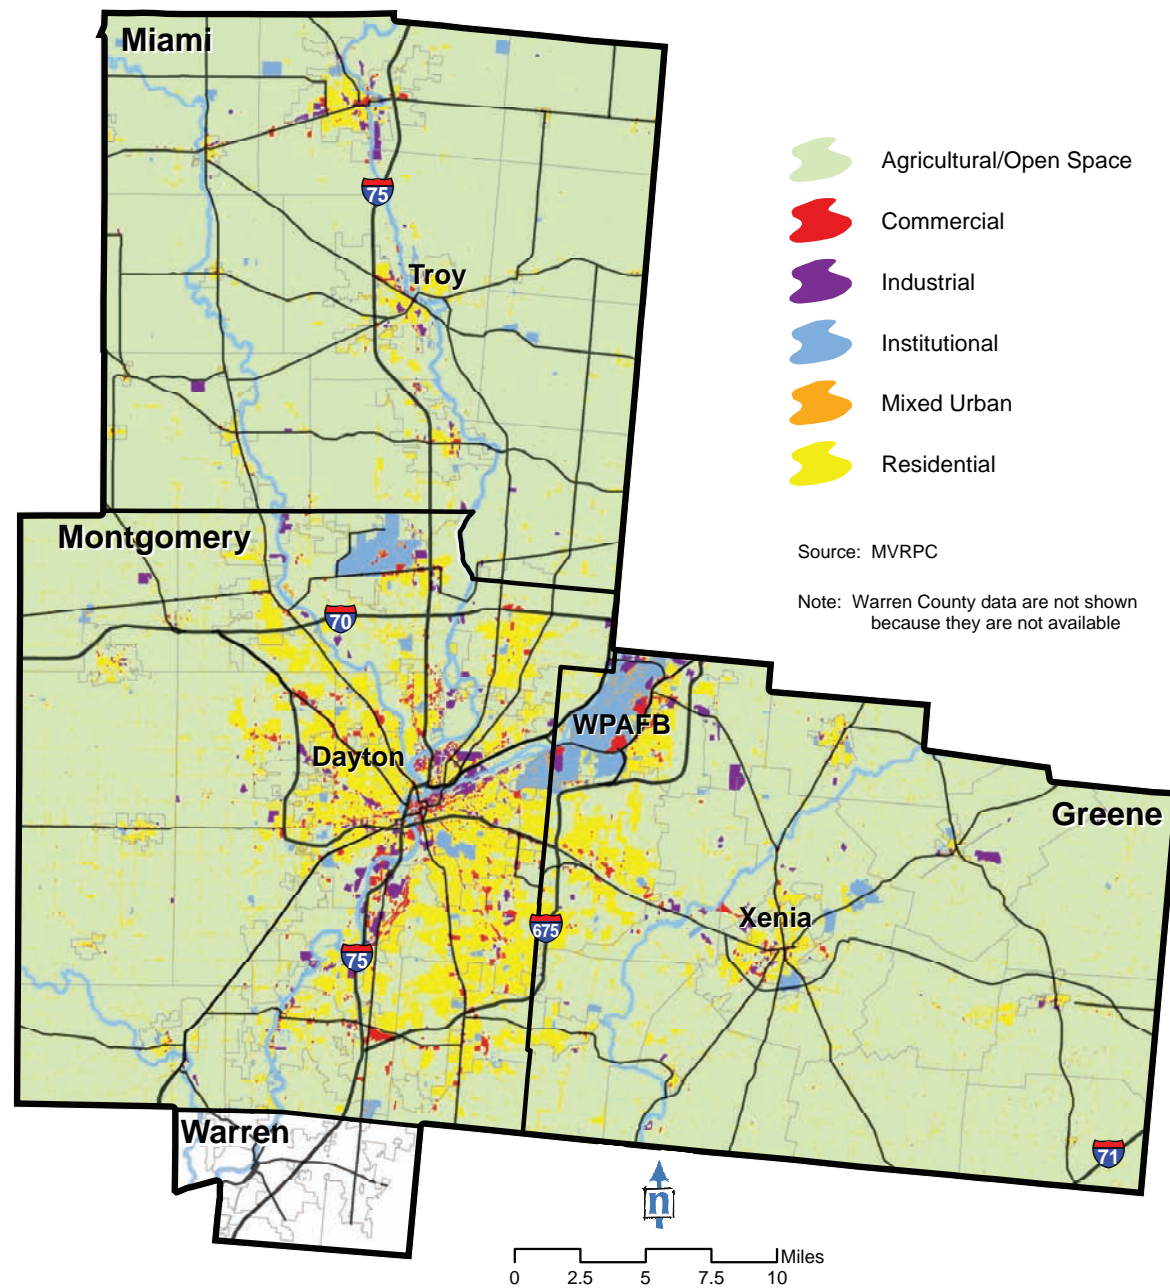 Miami
75
Troy
Agricultural/Open Space
Commercial
Industrial
Institutional
Mixed Urban
Residential
Source: MVRPC
Note: Warren County data are not shown
because they are not available
Montgomery
70
WPAFB
Dayton
Greene
Xenia
675
75
Warren
71
n
Miles
0 2.5 5 7.5 10